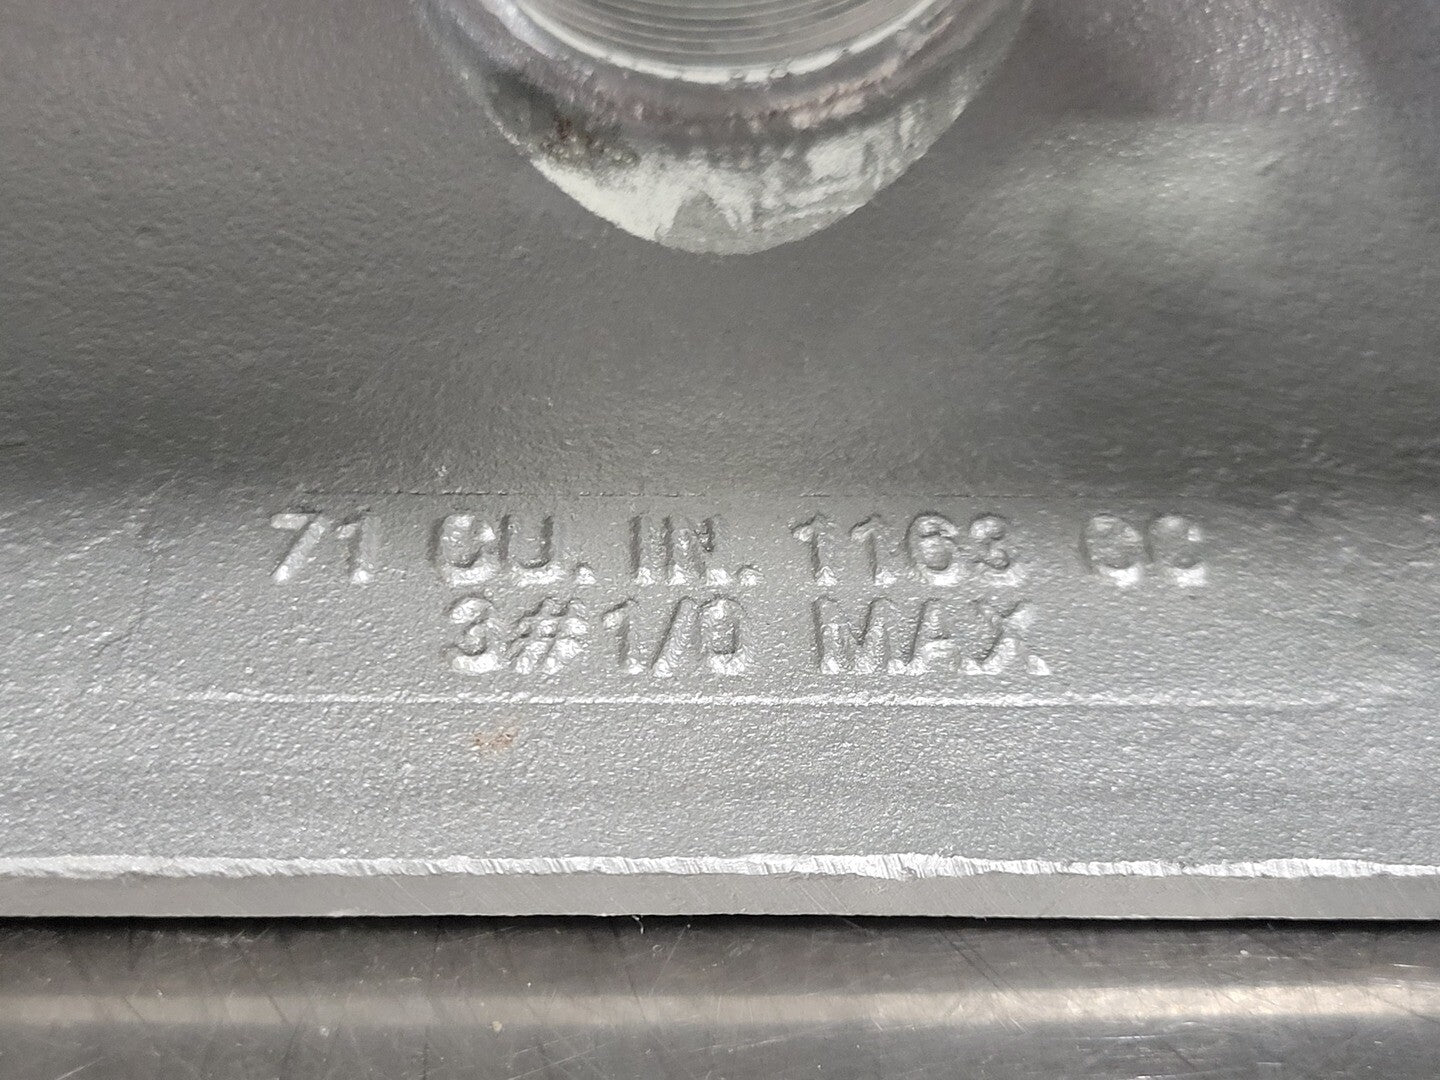 71 CU. IN. 1163 CC
3#1/0 MAX.